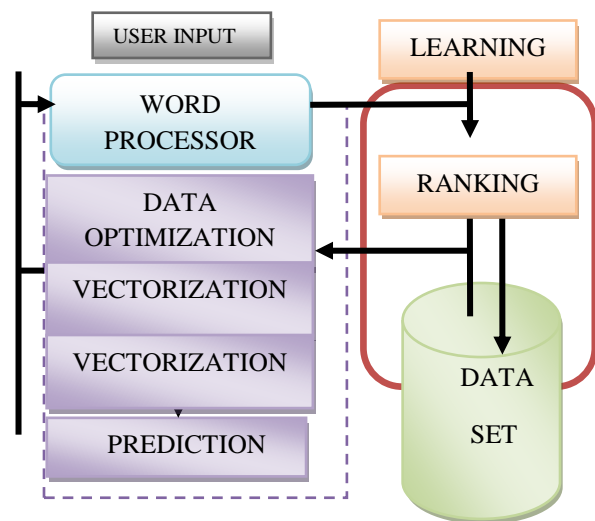 USER INPUT
WORD
PROCESSOR
DATA
OPTIMIZATION
VECTORIZATION
VECTORIZATION
PREDICTION
LEARNING
RANKING
DATA
SET